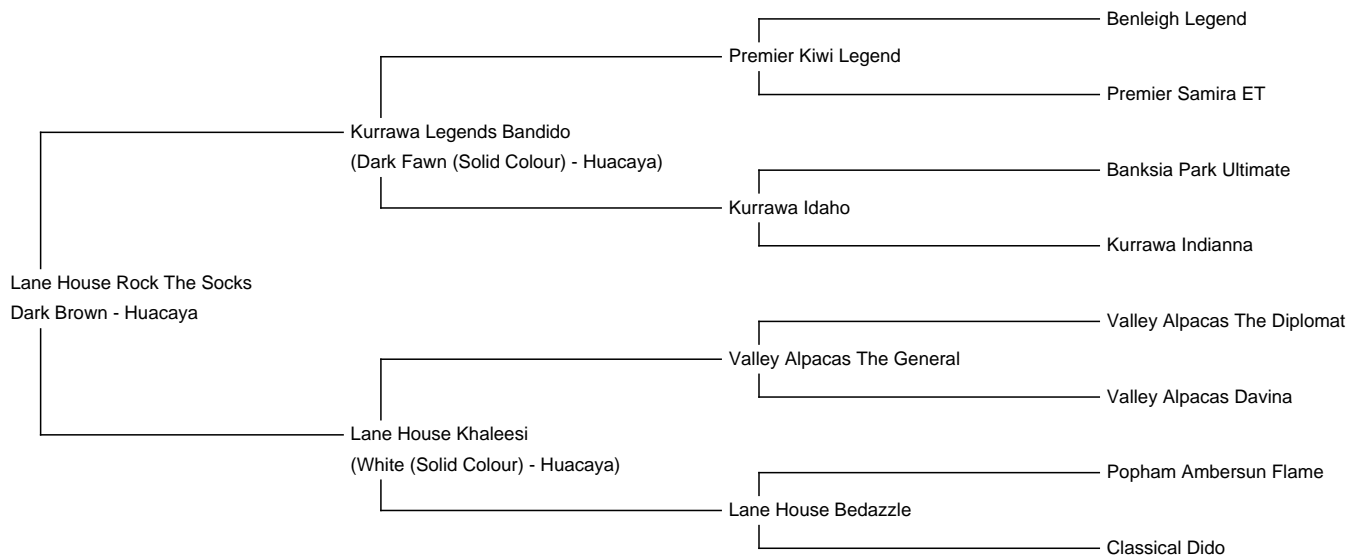 Benleigh Legend
Premier Kiwi Legend
Premier Samira ET
Kurrawa Legends Bandido
(Dark Fawn (Solid Colour) - Huacaya)
Banksia Park Ultimate
Kurrawa Idaho
Kurrawa Indianna
Lane House Rock The Socks
Dark Brown - Huacaya
Valley Alpacas The Diplomat
Valley Alpacas The General
Valley Alpacas Davina
Lane House Khaleesi
(White (Solid Colour) - Huacaya)
Popham Ambersun Flame
Lane House Bedazzle
Classical Dido